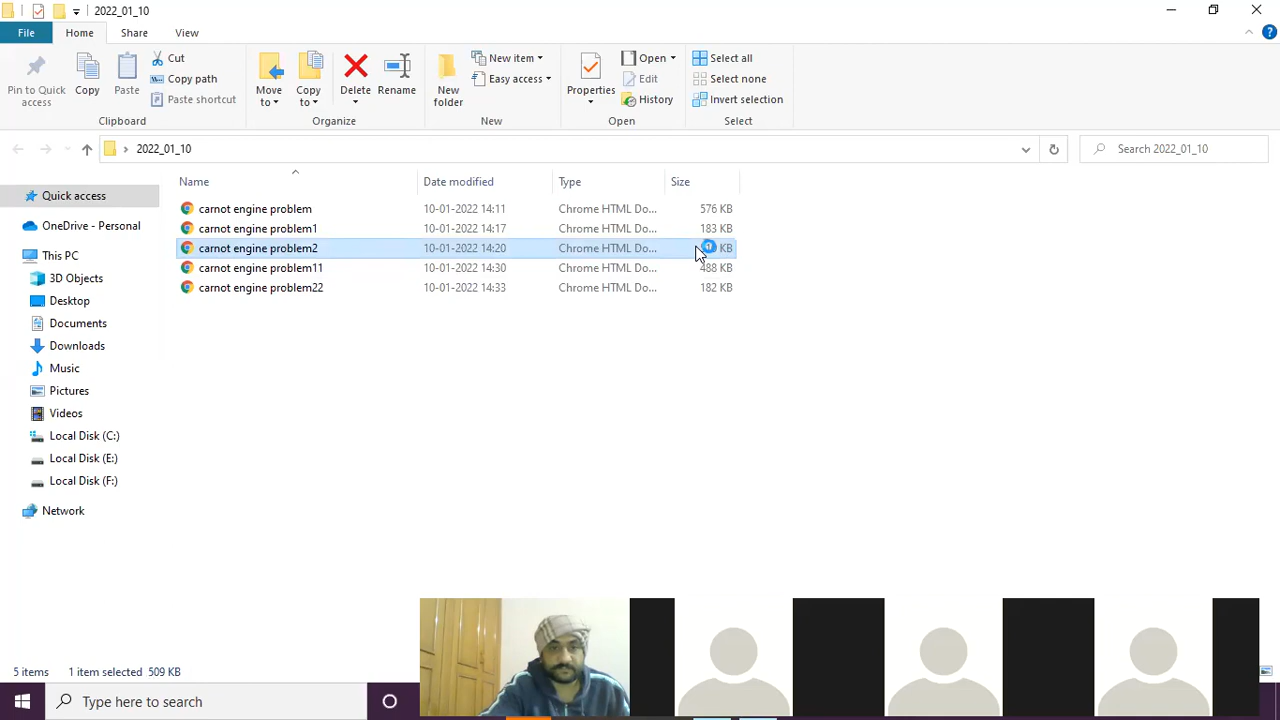 2022_01_10
File Home Share View
Pin to Quick access
Copy
Paste
Cut
Copy path
Paste shortcut
Clipboard
Move to
Copy to
Delete
Rename
Organize
New folder
New item
Easy access
New
Properties
Open
Edit
History
Open
Select all
Select none
Invert selection
Select
2022_01_10
Search 2022_01_10
Name Date modified Type Size
carnot engine problem 10-01-2022 14:11 Chrome HTML Do... 576 KB
carnot engine problem1 10-01-2022 14:17 Chrome HTML Do... 183 KB
carnot engine problem2 10-01-2022 14:20 Chrome HTML Do... KB
carnot engine problem11 10-01-2022 14:30 Chrome HTML Do... 488 KB
carnot engine problem22 10-01-2022 14:33 Chrome HTML Do... 182 KB
Quick access
OneDrive - Personal
This PC
3D Objects
Desktop
Documents
Downloads
Music
Pictures
Videos
Local Disk (C:)
Local Disk (E:)
Local Disk (F:)
Network
5 items 1 item selected 509 KB
Type here to search